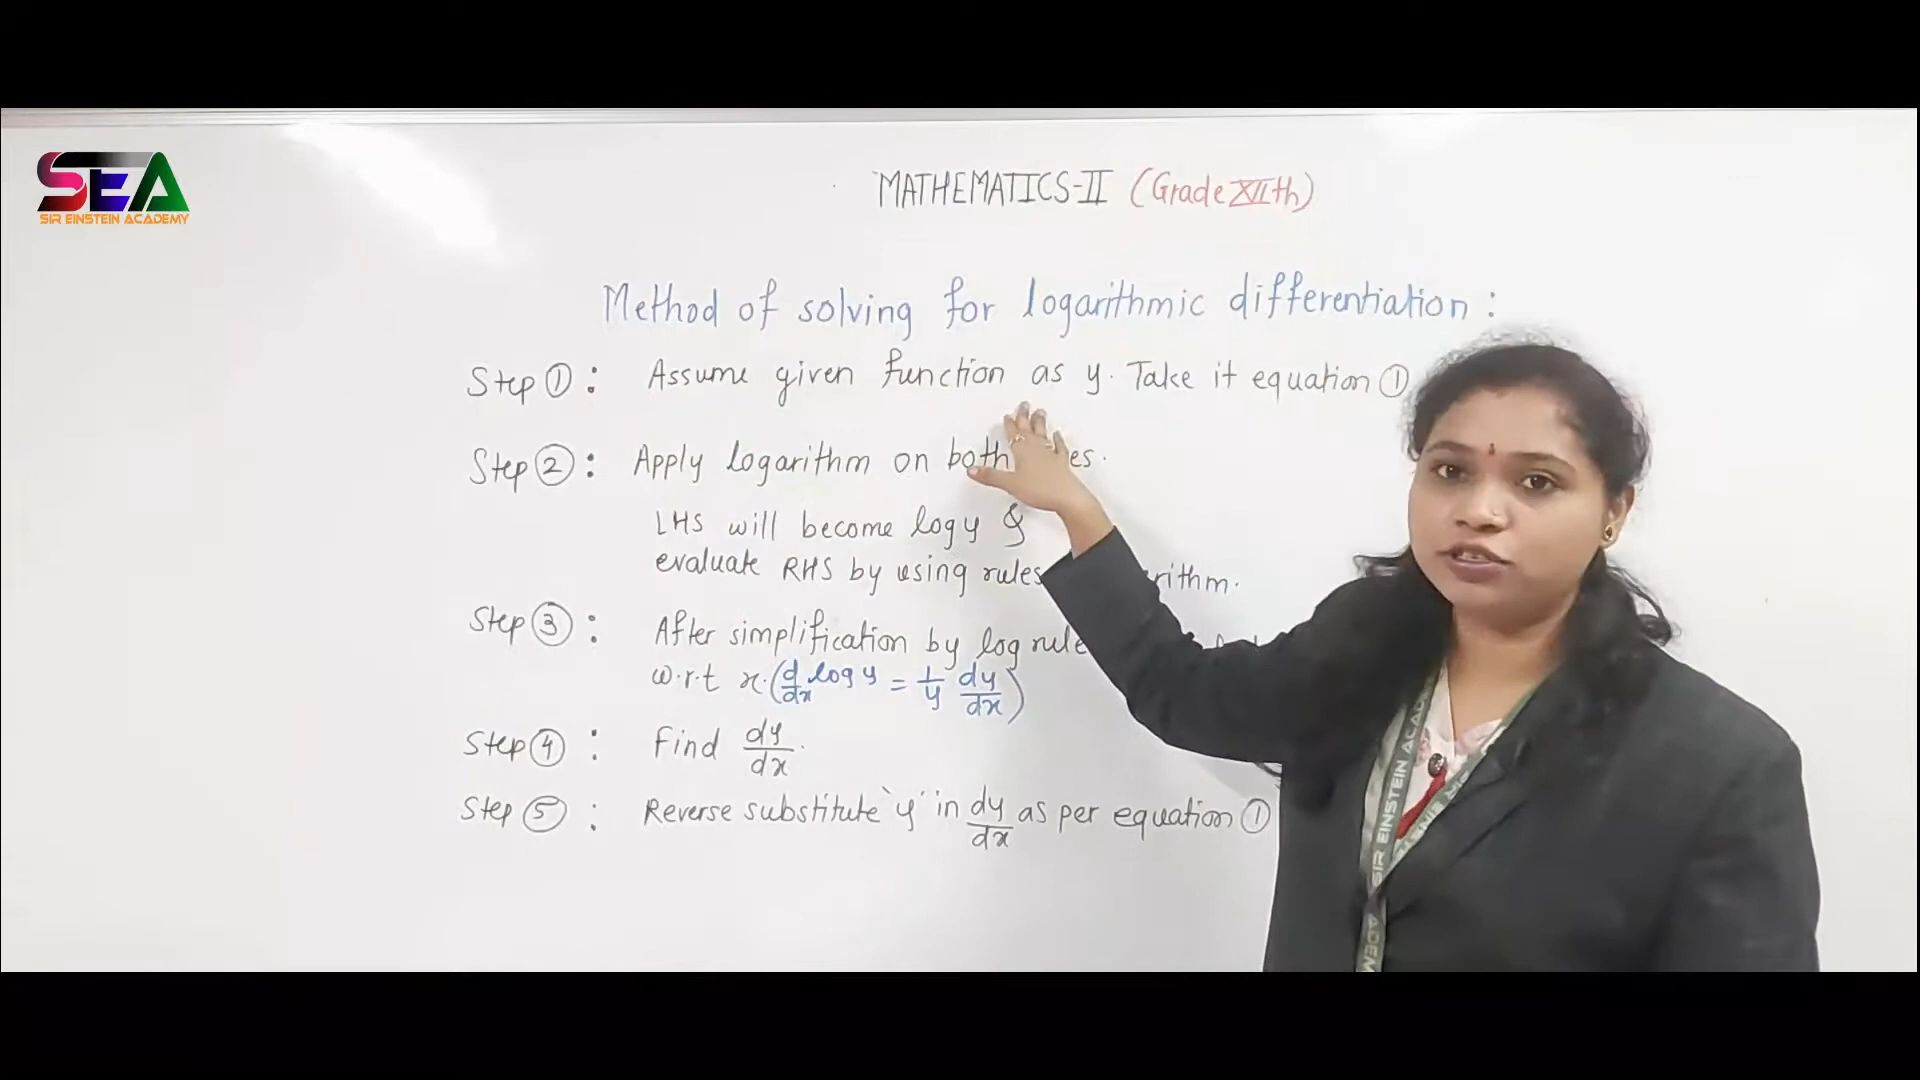 SEA
SIR EINSTEIN ACADEMY
MATHEMATICS-II (Grade XIIth)
Method of solving for logarithmic differentiation :
Step ① : Assume given function as y. Take it equation ①
Step ② : Apply logarithm on both
LHS will become log y &
evaluate RHS by using rules
Step ③ : After simplification by log
w.r.t x. (d/dx log y = 1/y dy/dx)
Step ④ : Find dy/dx.
Step ⑤ : Reverse substitute 'y' in dy/dx as per equation ①
SIR EINSTEIN ACADEMY